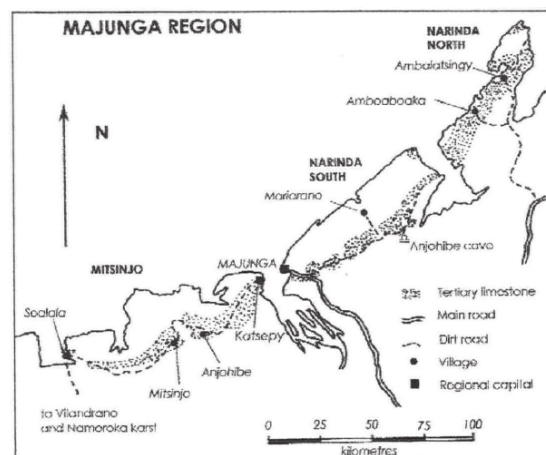 MAJUNGA REGION
NARINDA
NORTH
Ambalatsingy
Amboaboaka
N
NARINDA
SOUTH
Mariarano
Anjohibe cave
MITSINJO
MAJUNGA
Soalala
Katsepy
Anjohibe
Mitsinjo
to Vilandrano
and Namoroka karst
Tertiary limestone
Main road
Dirt road
Village
Regional capital
0 25 50 75 100
kilometres